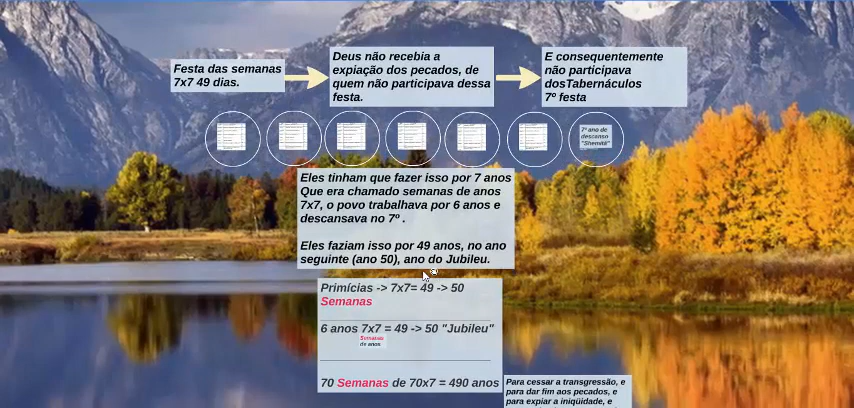 Festa das semanas
7x7 49 dias.
Deus não recebia a
expiação dos pecados, de
quem não participava dessa
festa.
E consequentemente
não participava
dosTabernáculos
7º festa
7º ano de
descanso
"Shemitá"
Eles tinham que fazer isso por 7 anos
Que era chamado semanas de anos
7x7, o povo trabalhava por 6 anos e
descansava no 7º .
Eles faziam isso por 49 anos, no ano
seguinte (ano 50), ano do Jubileu.
Primícias -> 7x7= 49 -> 50
Semanas
6 anos 7x7 = 49 -> 50 "Jubileu"
Semanas
de anos
70 Semanas de 70x7 = 490 anos
Para cessar a transgressão, e
para dar fim aos pecados, e
para expiar a iniqüidade, e